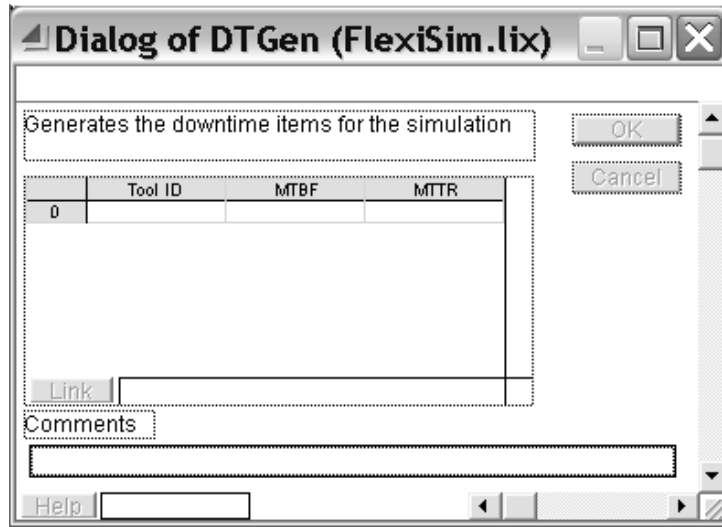 Dialog of DTGen (FlexiSim.lix)
Generates the downtime items for the simulation
OK
Cancel
Tool ID MTBF MTTR
0
Link
Comments
Help